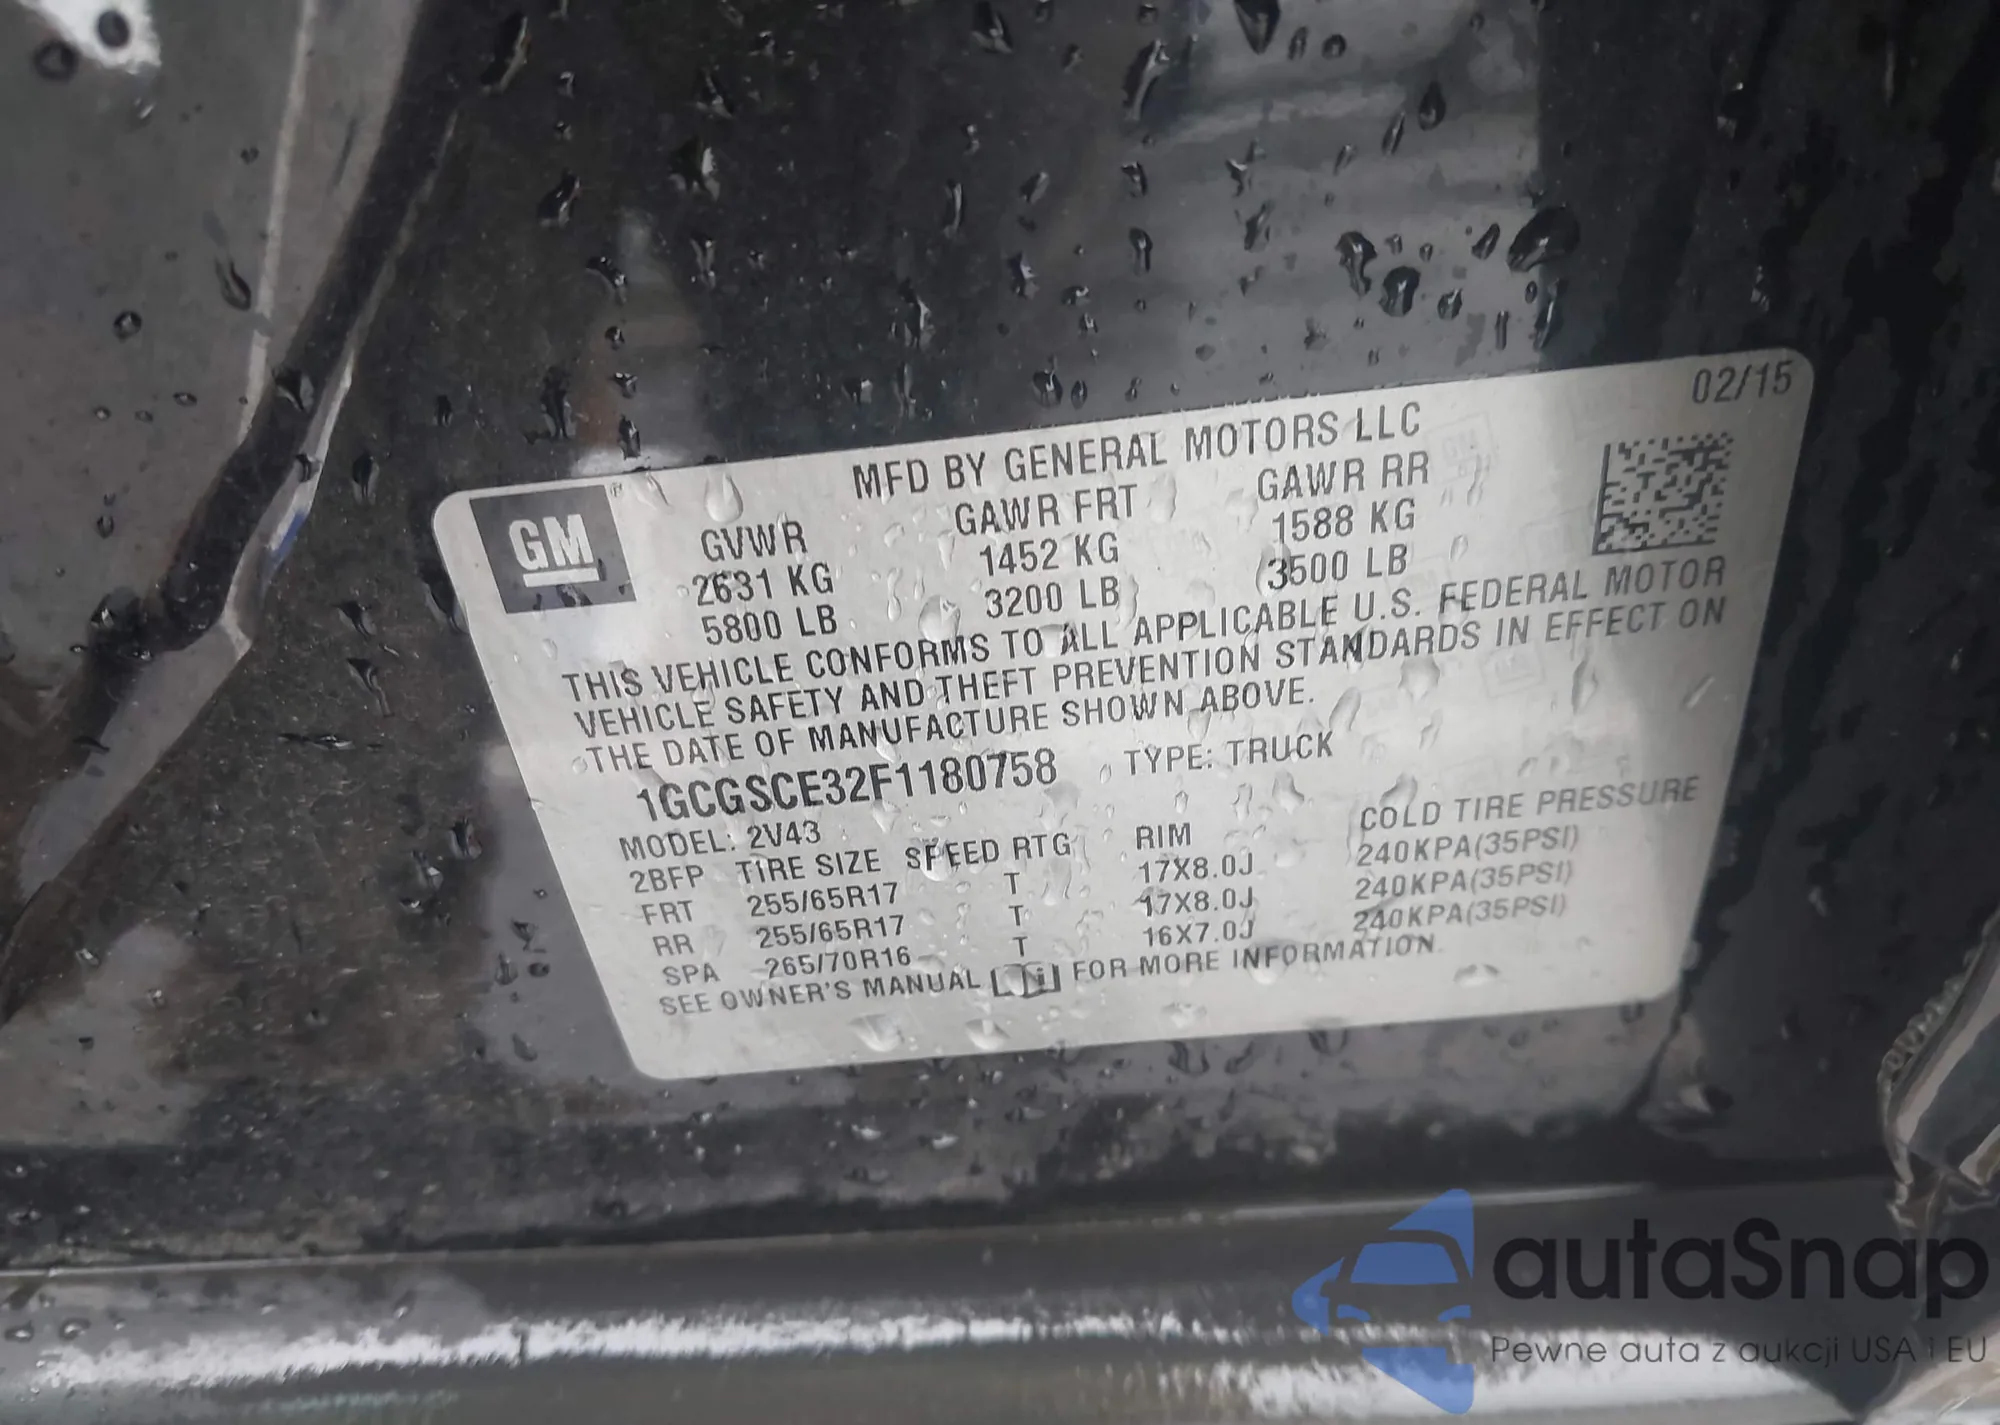 02/15
MFD BY GENERAL MOTORS LLC
GM ®
GVWR GAWR FRT GAWR RR
2631 KG 1452 KG 1588 KG
5800 LB 3200 LB 3500 LB
THIS VEHICLE CONFORMS TO ALL APPLICABLE U.S. FEDERAL MOTOR
VEHICLE SAFETY AND THEFT PREVENTION STANDARDS IN EFFECT ON
THE DATE OF MANUFACTURE SHOWN ABOVE.
1GCGSCE32F1180758 TYPE: TRUCK
MODEL: 2V43
2BFP TIRE SIZE SPEED RTG RIM COLD TIRE PRESSURE
FRT 255/65R17 T 17X8.0J 240KPA(35PSI)
RR 255/65R17 T 17X8.0J 240KPA(35PSI)
SPA 265/70R16 T 16X7.0J 240KPA(35PSI)
SEE OWNER'S MANUAL i FOR MORE INFORMATION.
autaSnap
Pewne auta z aukcji USA i EU